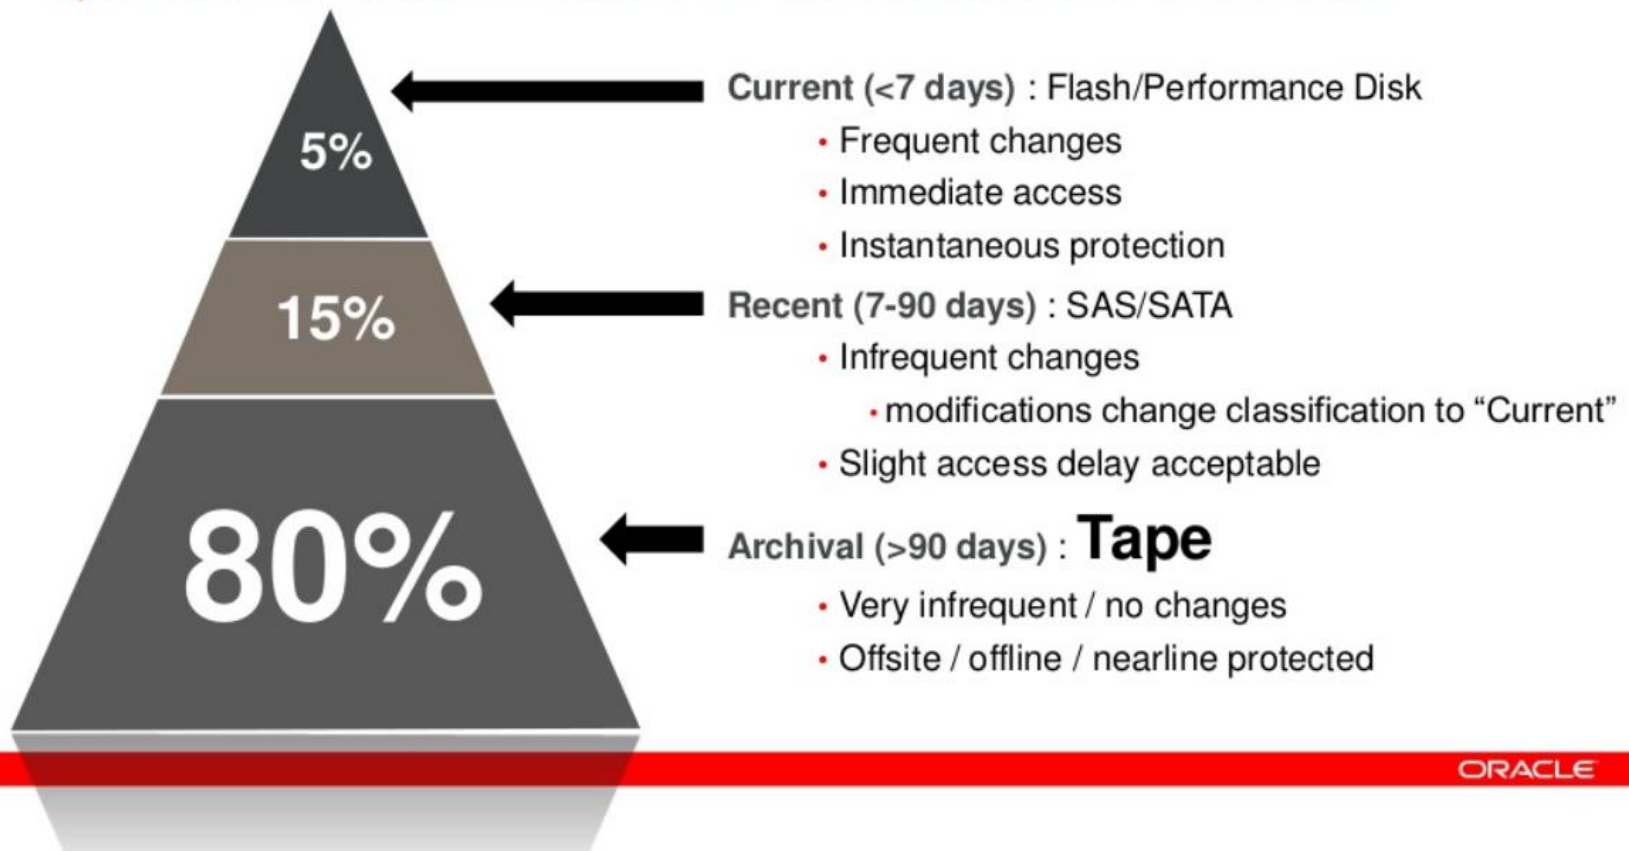 5%
Current (<7 days) : Flash/Performance Disk
• Frequent changes
• Immediate access
• Instantaneous protection
15%
Recent (7-90 days) : SAS/SATA
• Infrequent changes
• modifications change classification to “Current”
• Slight access delay acceptable
80%
Archival (>90 days) : Tape
• Very infrequent / no changes
• Offsite / offline / nearline protected
ORACLE